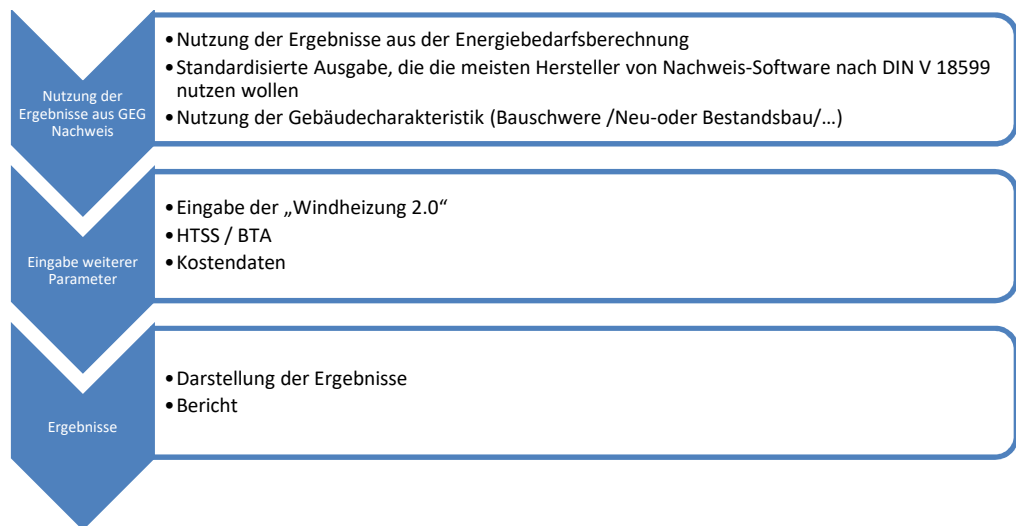 Nutzung der
Ergebnisse aus GEG
Nachweis
•Nutzung der Ergebnisse aus der Energiebedarfsberechnung
•Standardisierte Ausgabe, die die meisten Hersteller von Nachweis-Software nach DIN V 18599
nutzen wollen
•Nutzung der Gebäudecharakteristik (Bauschwere /Neu-oder Bestandsbau/…)
Eingabe weiterer
Parameter
•Eingabe der „Windheizung 2.0“
•HTSS / BTA
•Kostendaten
Ergebnisse
•Darstellung der Ergebnisse
•Bericht